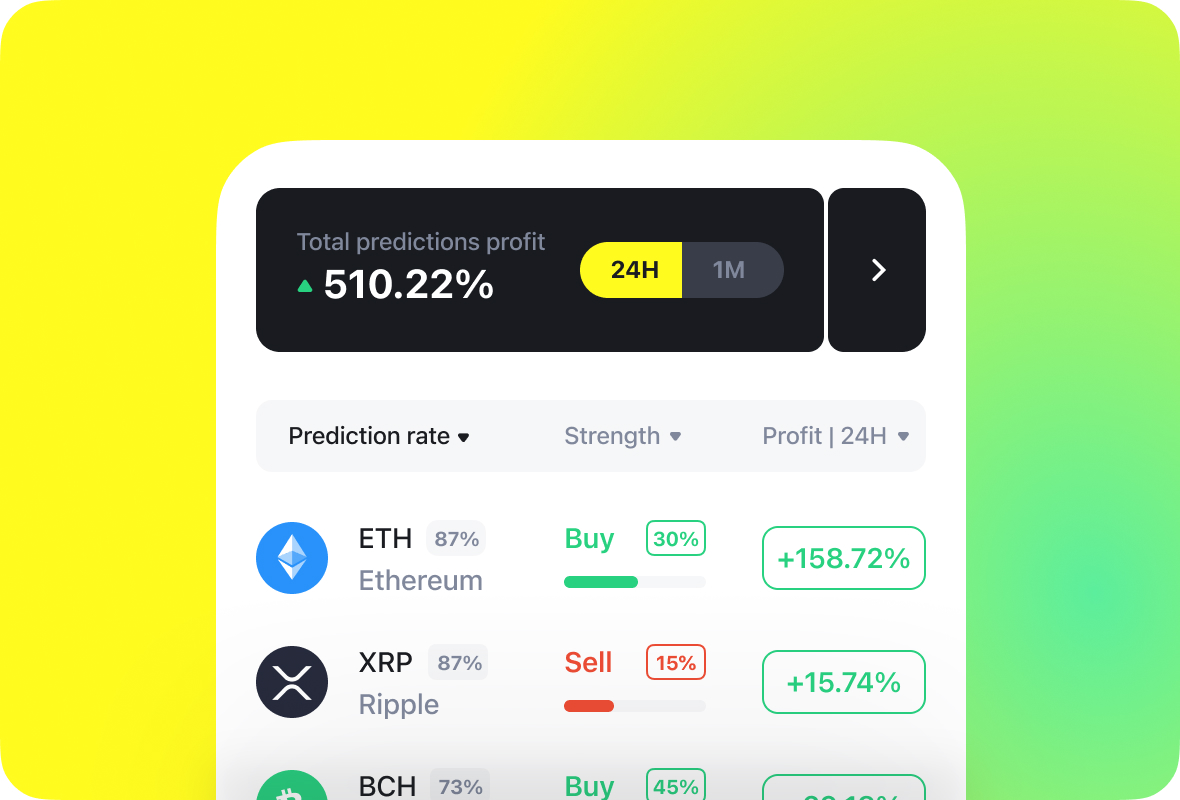 Total predictions profit
510.22%
24H 1M
Prediction rate Strength Profit | 24H
ETH 87% Buy 30% +158.72%
Ethereum
XRP 87% Sell 15% +15.74%
Ripple
BCH 73% Buy 45%